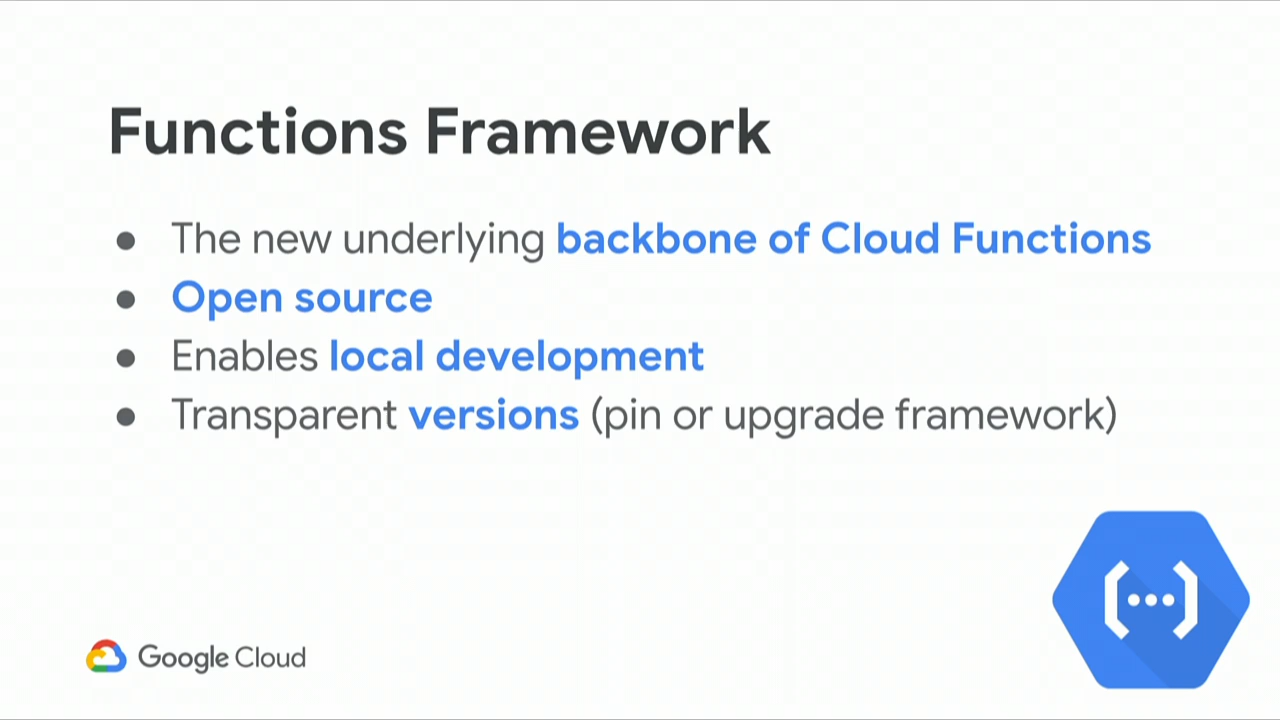 Functions Framework
● The new underlying backbone of Cloud Functions
● Open source
● Enables local development
● Transparent versions (pin or upgrade framework)
Google Cloud